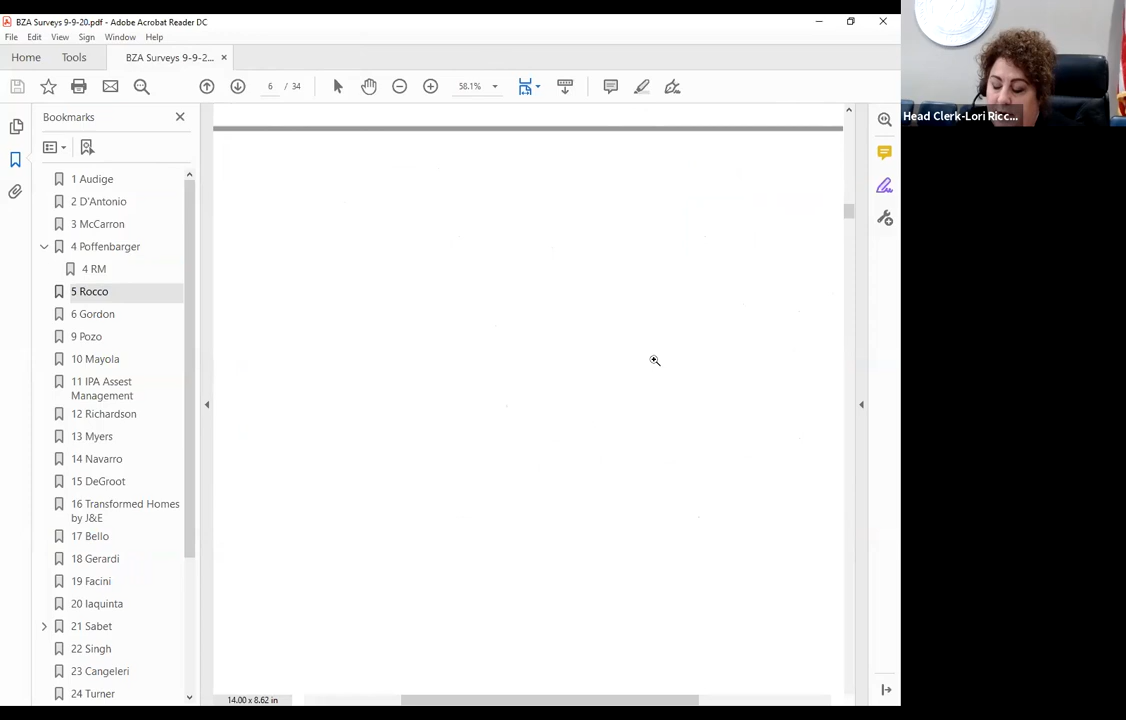 BZA Surveys 9-9-20.pdf - Adobe Acrobat Reader DC
File Edit View Sign Window Help
Home Tools BZA Surveys 9-9-2... ×
6 / 34 58.1%
Bookmarks
1 Audige
2 D'Antonio
3 McCarron
4 Poffenbarger
4 RM
5 Rocco
6 Gordon
9 Pozo
10 Mayola
11 IPA Assest
Management
12 Richardson
13 Myers
14 Navarro
15 DeGroot
16 Transformed Homes
by J&E
17 Bello
18 Gerardi
19 Facini
20 Iaquinta
21 Sabet
22 Singh
23 Cangeleri
24 Turner
14.00 x 8.62 in
Head Clerk-Lori Ricc...